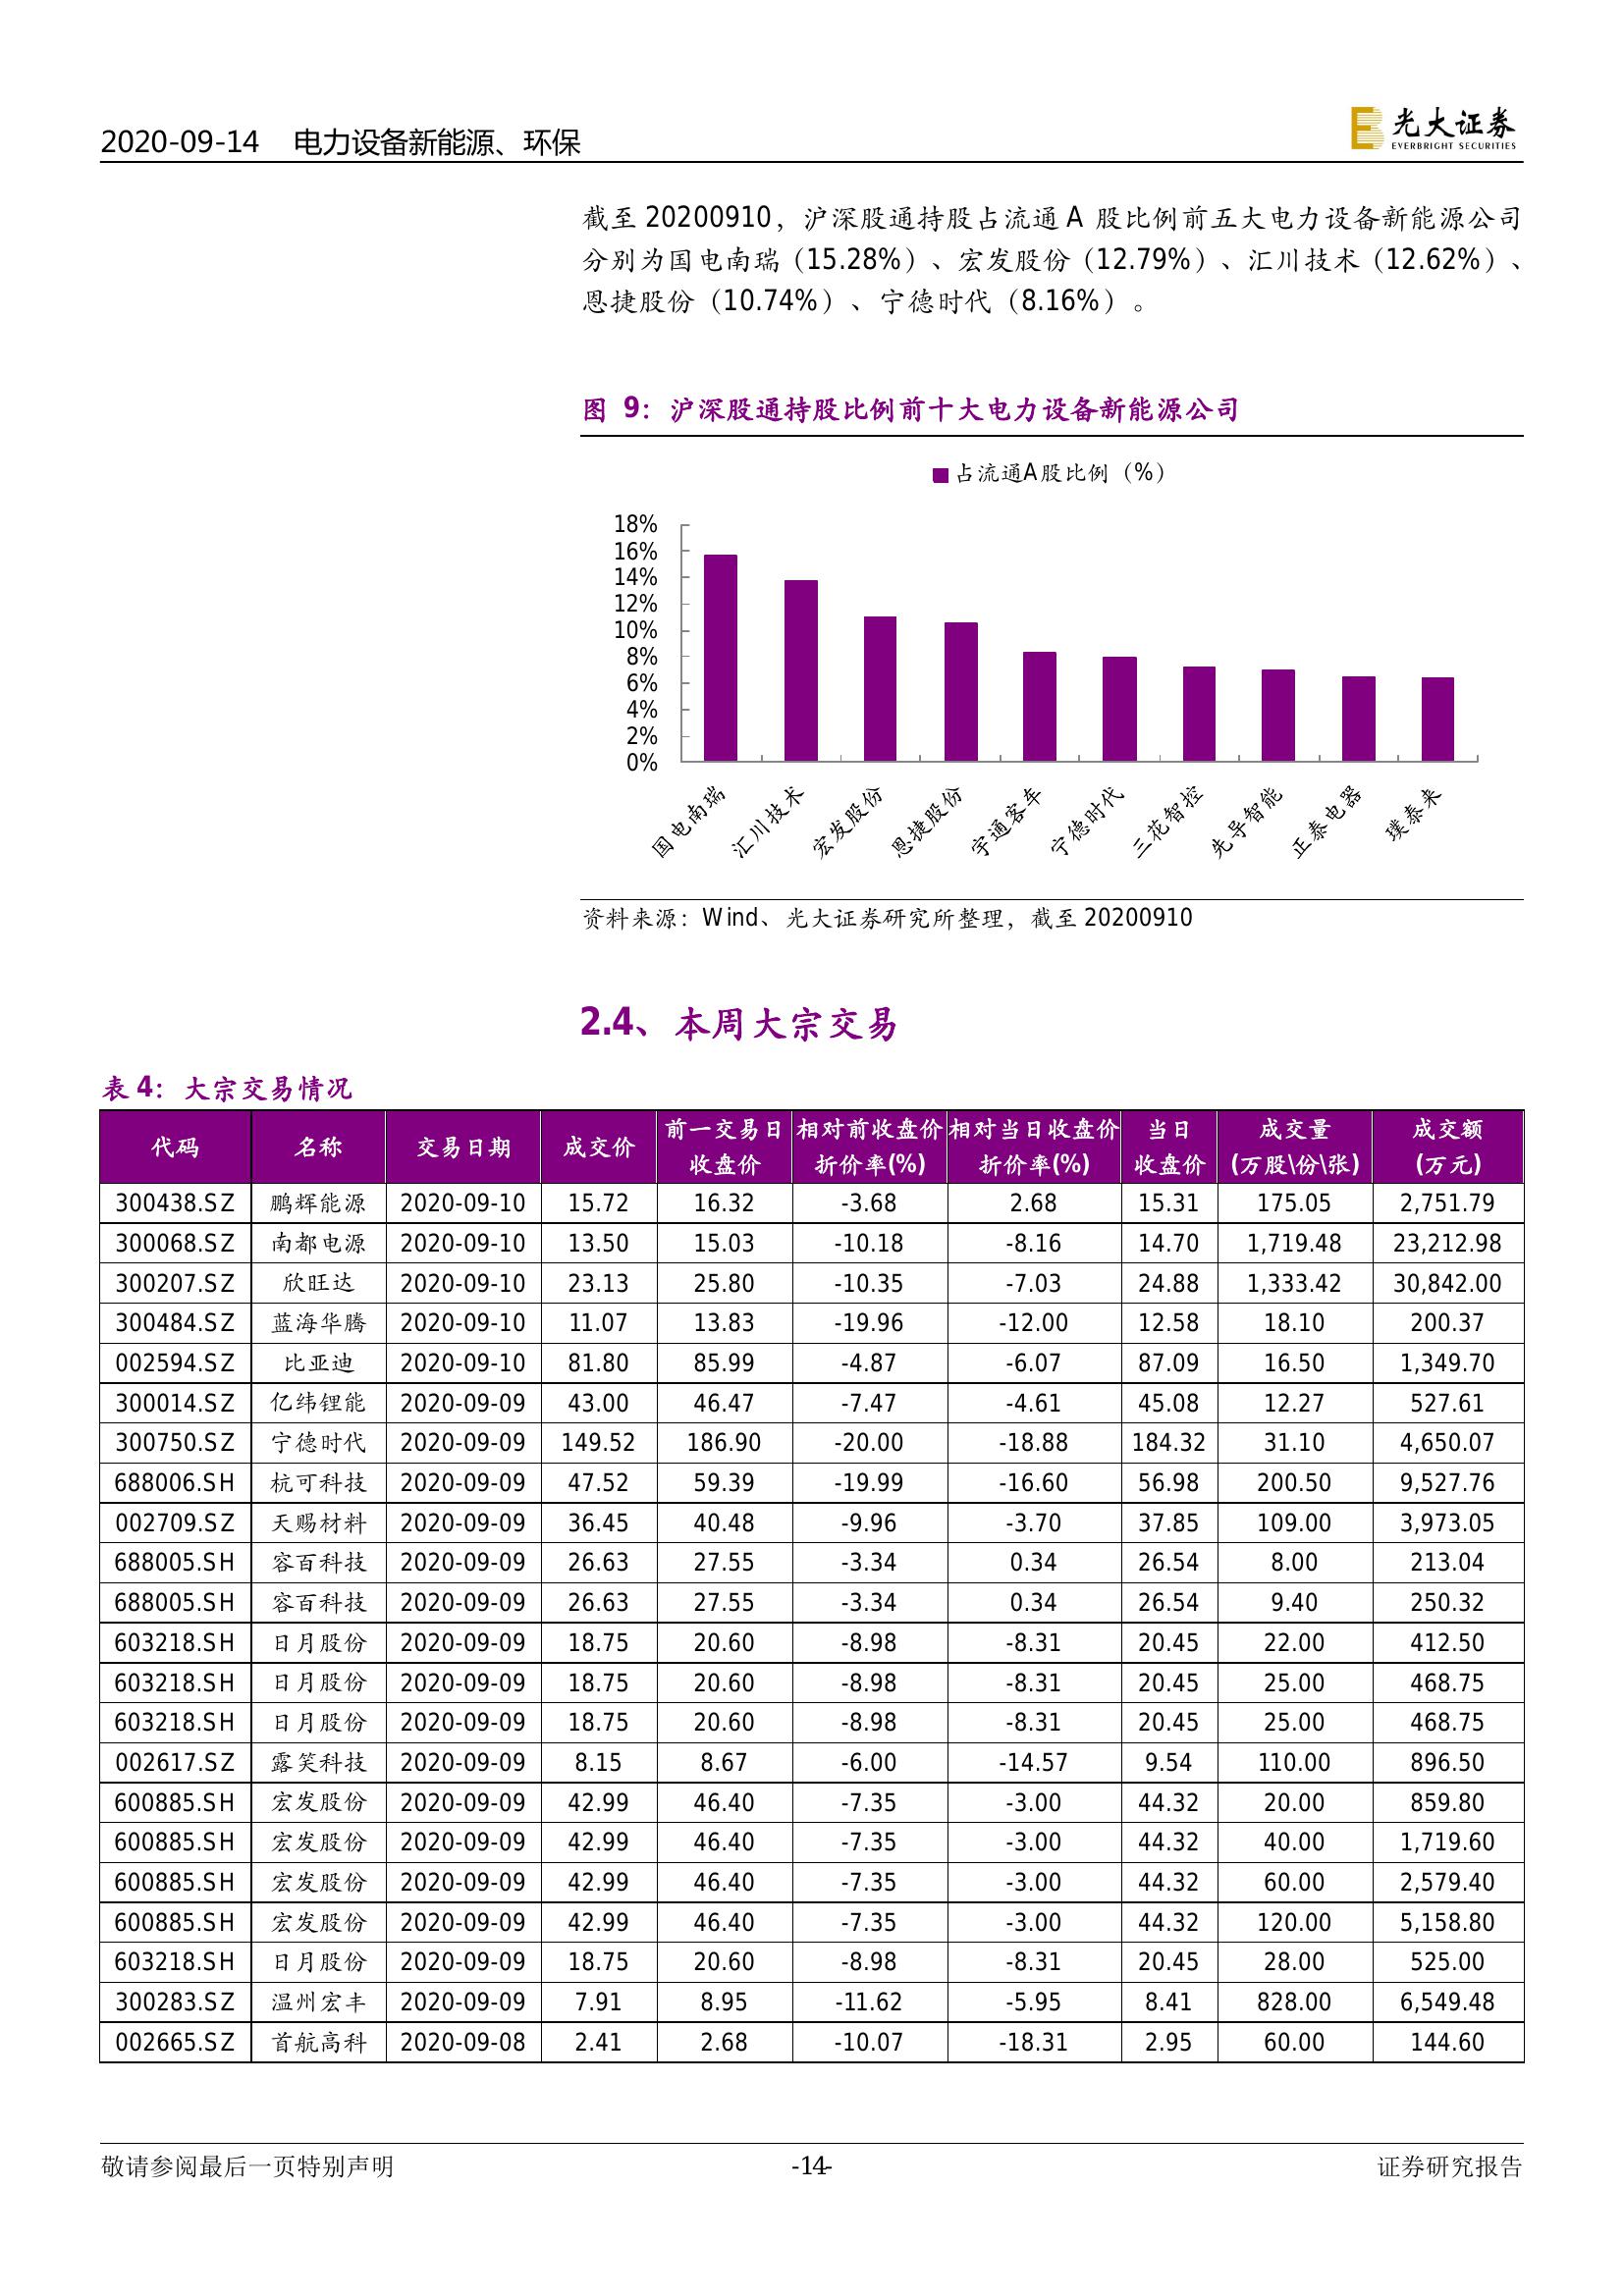 2020-09-14 电力设备新能源、环保
光大证券
EVERBRIGHT SECURITIES
截至 20200910，沪深股通持股占流通 A 股比例前五大电力设备新能源公司
分别为国电南瑞（15.28%）、宏发股份（12.79%）、汇川技术（12.62%）、
恩捷股份（10.74%）、宁德时代（8.16%）。
图 9：沪深股通持股比例前十大电力设备新能源公司
占流通A股比例（%）
18%
16%
14%
12%
10%
8%
6%
4%
2%
0%
国电南瑞 汇川技术 宏发股份 恩捷股份 宇通客车 宁德时代 三花智控 先导智能 正泰电器 璞泰来
资料来源：Wind、光大证券研究所整理，截至 20200910
2.4、本周大宗交易
表 4：大宗交易情况
代码 名称 交易日期 成交价 前一交易日收盘价 相对前收盘价折价率(%) 相对当日收盘价折价率(%) 当日收盘价 成交量(万股\份\张) 成交额(万元)
300438.SZ 鹏辉能源 2020-09-10 15.72 16.32 -3.68 2.68 15.31 175.05 2,751.79
300068.SZ 南都电源 2020-09-10 13.50 15.03 -10.18 -8.16 14.70 1,719.48 23,212.98
300207.SZ 欣旺达 2020-09-10 23.13 25.80 -10.35 -7.03 24.88 1,333.42 30,842.00
300484.SZ 蓝海华腾 2020-09-10 11.07 13.83 -19.96 -12.00 12.58 18.10 200.37
002594.SZ 比亚迪 2020-09-10 81.80 85.99 -4.87 -6.07 87.09 16.50 1,349.70
300014.SZ 亿纬锂能 2020-09-09 43.00 46.47 -7.47 -4.61 45.08 12.27 527.61
300750.SZ 宁德时代 2020-09-09 149.52 186.90 -20.00 -18.88 184.32 31.10 4,650.07
688006.SH 杭可科技 2020-09-09 47.52 59.39 -19.99 -16.60 56.98 200.50 9,527.76
002709.SZ 天赐材料 2020-09-09 36.45 40.48 -9.96 -3.70 37.85 109.00 3,973.05
688005.SH 容百科技 2020-09-09 26.63 27.55 -3.34 0.34 26.54 8.00 213.04
688005.SH 容百科技 2020-09-09 26.63 27.55 -3.34 0.34 26.54 9.40 250.32
603218.SH 日月股份 2020-09-09 18.75 20.60 -8.98 -8.31 20.45 22.00 412.50
603218.SH 日月股份 2020-09-09 18.75 20.60 -8.98 -8.31 20.45 25.00 468.75
603218.SH 日月股份 2020-09-09 18.75 20.60 -8.98 -8.31 20.45 25.00 468.75
002617.SZ 露笑科技 2020-09-09 8.15 8.67 -6.00 -14.57 9.54 110.00 896.50
600885.SH 宏发股份 2020-09-09 42.99 46.40 -7.35 -3.00 44.32 20.00 859.80
600885.SH 宏发股份 2020-09-09 42.99 46.40 -7.35 -3.00 44.32 40.00 1,719.60
600885.SH 宏发股份 2020-09-09 42.99 46.40 -7.35 -3.00 44.32 60.00 2,579.40
600885.SH 宏发股份 2020-09-09 42.99 46.40 -7.35 -3.00 44.32 120.00 5,158.80
603218.SH 日月股份 2020-09-09 18.75 20.60 -8.98 -8.31 20.45 28.00 525.00
300283.SZ 温州宏丰 2020-09-09 7.91 8.95 -11.62 -5.95 8.41 828.00 6,549.48
002665.SZ 首航高科 2020-09-08 2.41 2.68 -10.07 -18.31 2.95 60.00 144.60
敬请参阅最后一页特别声明 -14- 证券研究报告